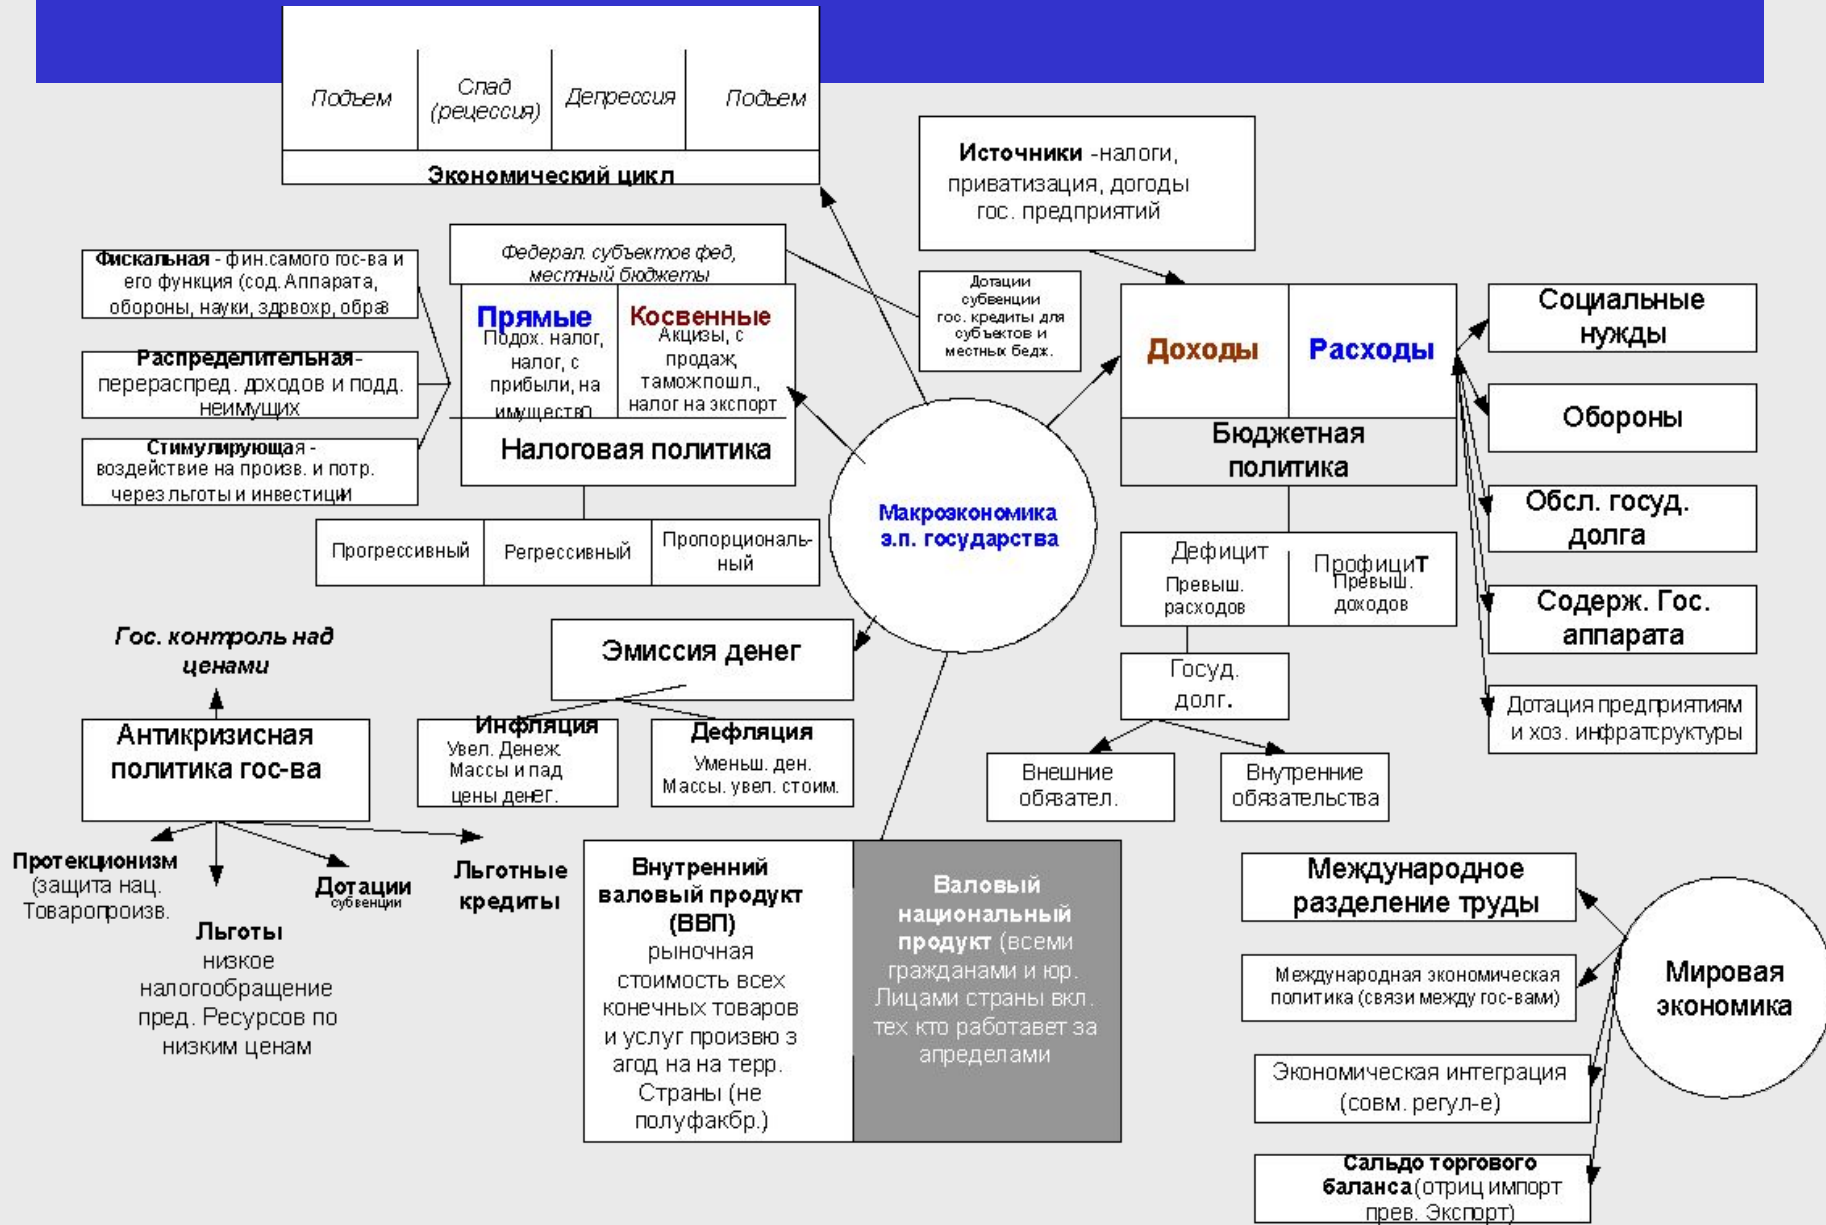 Подъем
Спад
(рецессия)
Депрессия
Подъем
Экономический цикл
Источники -налоги,
приватизация, догоды
гос. предприятий
Фискальная - фин.самого гос-ва и
его функция (сод. Аппарата,
обороны, науки, здрвохр, образ
Распределительная-
перераспред. доходов и подд.
неимущих
Стимулирующая -
воздействие на произв. и потр.
через льготы и инвестиции
Федерал. субъектов фед,
местный бюджеты
Прямые
Подох. налог,
налог, с
прибыли, на
имущество
Косвенные
Акцизы, с
продаж,
таможпошл.,
налог на экспорт
Налоговая политика
Прогрессивный
Регрессивный
Пропорциональ-
ный
Дотации
субвенции
гос. кредиты для
субъектов и
местных бедж.
Доходы
Расходы
Бюджетная
политика
Социальные
нужды
Обороны
Обсл. госуд.
долга
Содерж. Гос.
аппарата
Дотация предприятиям
и хоз. инфратсруктуры
Макроэкономика
э.п. государства
Дефицит
Превыш.
расходов
Профицит
Превыш.
доходов
Госуд.
долг.
Внешние
обязател.
Внутренние
обязательства
Эмиссия денег
Инфляция
Увел. Денеж.
Массы и пад
цены денег.
Дефляция
Уменьш. ден.
Массы. увел. стоим.
Гос. контроль над
ценами
Антикризисная
политика гос-ва
Протекционизм
(защита нац.
Товаропроизв.
Льготы
низкое
налогообращение
пред. Ресурсов по
низким ценам
Дотации
субвенции
Льготные
кредиты
Внутренний
валовый продукт
(ВВП)
рыночная
стоимость всех
конечных товаров
и услуг произвю з
агод на на терр.
Страны (не
полуфакбр.)
Валовый
национальный
продукт (всеми
гражданами и юр.
Лицами страны вкл.
тех кто работавет за
апределами
Международное
разделение труды
Международная экономическая
политика (связи между гос-вами)
Экономическая интеграция
(совм. регул-е)
Сальдо торгового
баланса (отриц импорт
прев. Экспорт)
Мировая
экономика